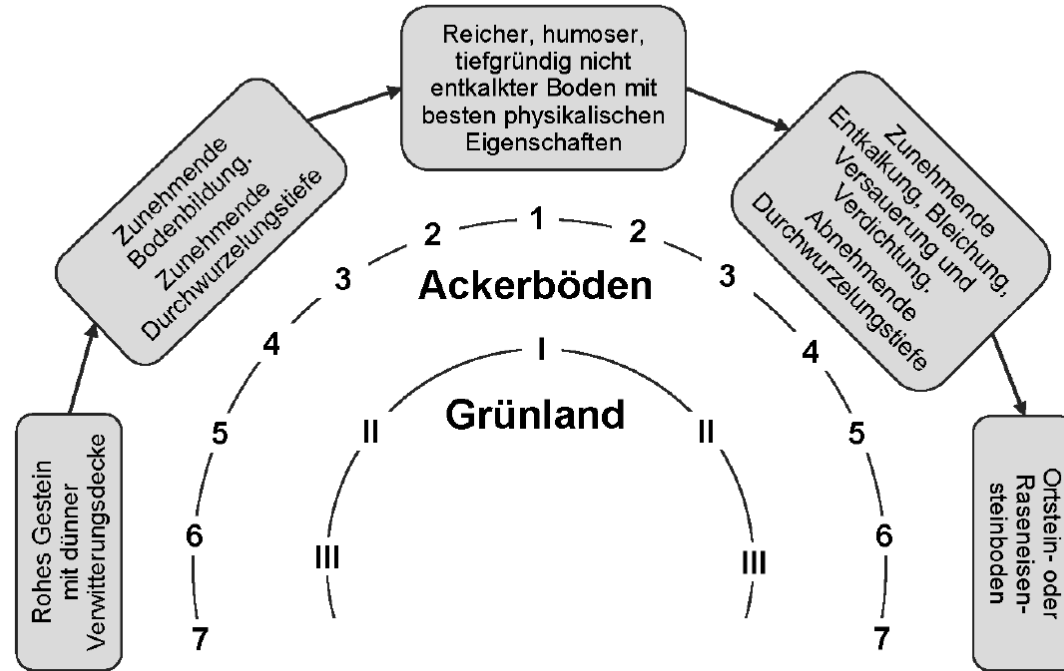 Rohes Gestein
mit dünner
Verwitterungsdecke
Zunehmende
Bodenbildung.
Zunehmende
Durchwurzelungstiefe
Reicher, humoser,
tiefgründig nicht
entkalkter Boden mit
besten physikalischen
Eigenschaften
Zunehmende
Entkalkung, Bleichung,
Versauerung und
Verdichtung.
Abnehmende
Durchwurzelungstiefe
Ortstein- oder
Raseneisen-
steinboden
7
6
5
4
3
2
1
2
3
4
5
6
7
Ackerböden
III
II
I
II
III
Grünland